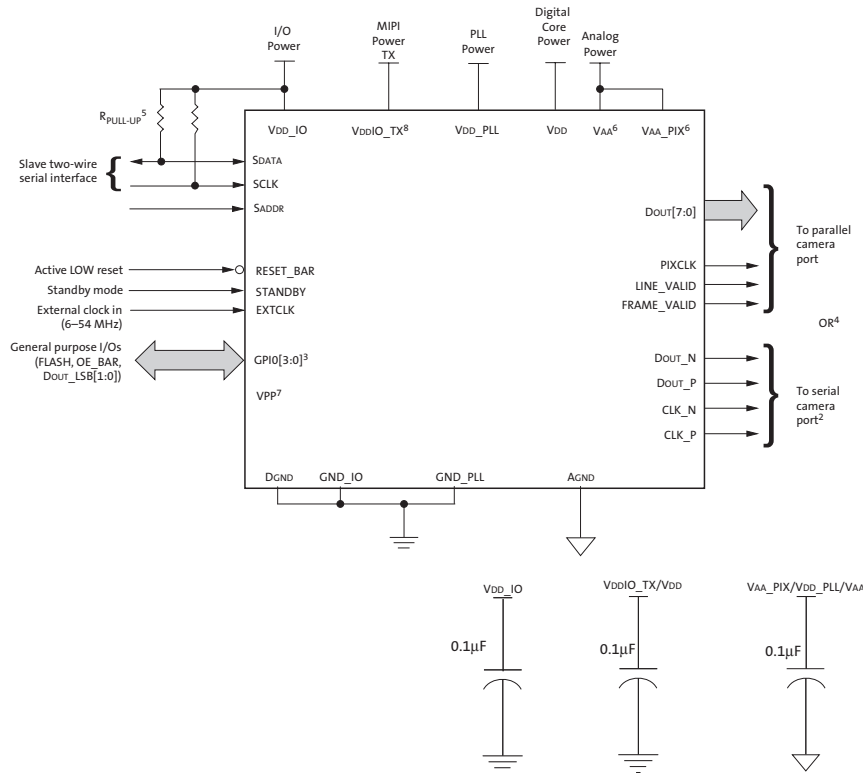 I/O
Power
MIPI
Power
TX
PLL
Power
Digital
Core
Power
Analog
Power
RPULL-UP5
VDD_IO
VDDIO_TX8
VDD_PLL
VDD
VAA6
VAA_PIX6
Slave two-wire
serial interface
SDATA
SCLK
SADDR
DOUT[7:0]
To parallel
camera
port
PIXCLK
LINE_VALID
FRAME_VALID
Active LOW reset
RESET_BAR
Standby mode
STANDBY
External clock in
(6–54 MHz)
EXTCLK
OR4
General purpose I/Os
(FLASH, OE_BAR,
DOUT_LSB[1:0])
GPI0[3:0]3
VPP7
DOUT_N
DOUT_P
CLK_N
CLK_P
To serial
camera
port2
DGND
GND_IO
GND_PLL
AGND
VDD_IO
VDDIO_TX/VDD
VAA_PIX/VDD_PLL/VAA
0.1μF
0.1μF
0.1μF